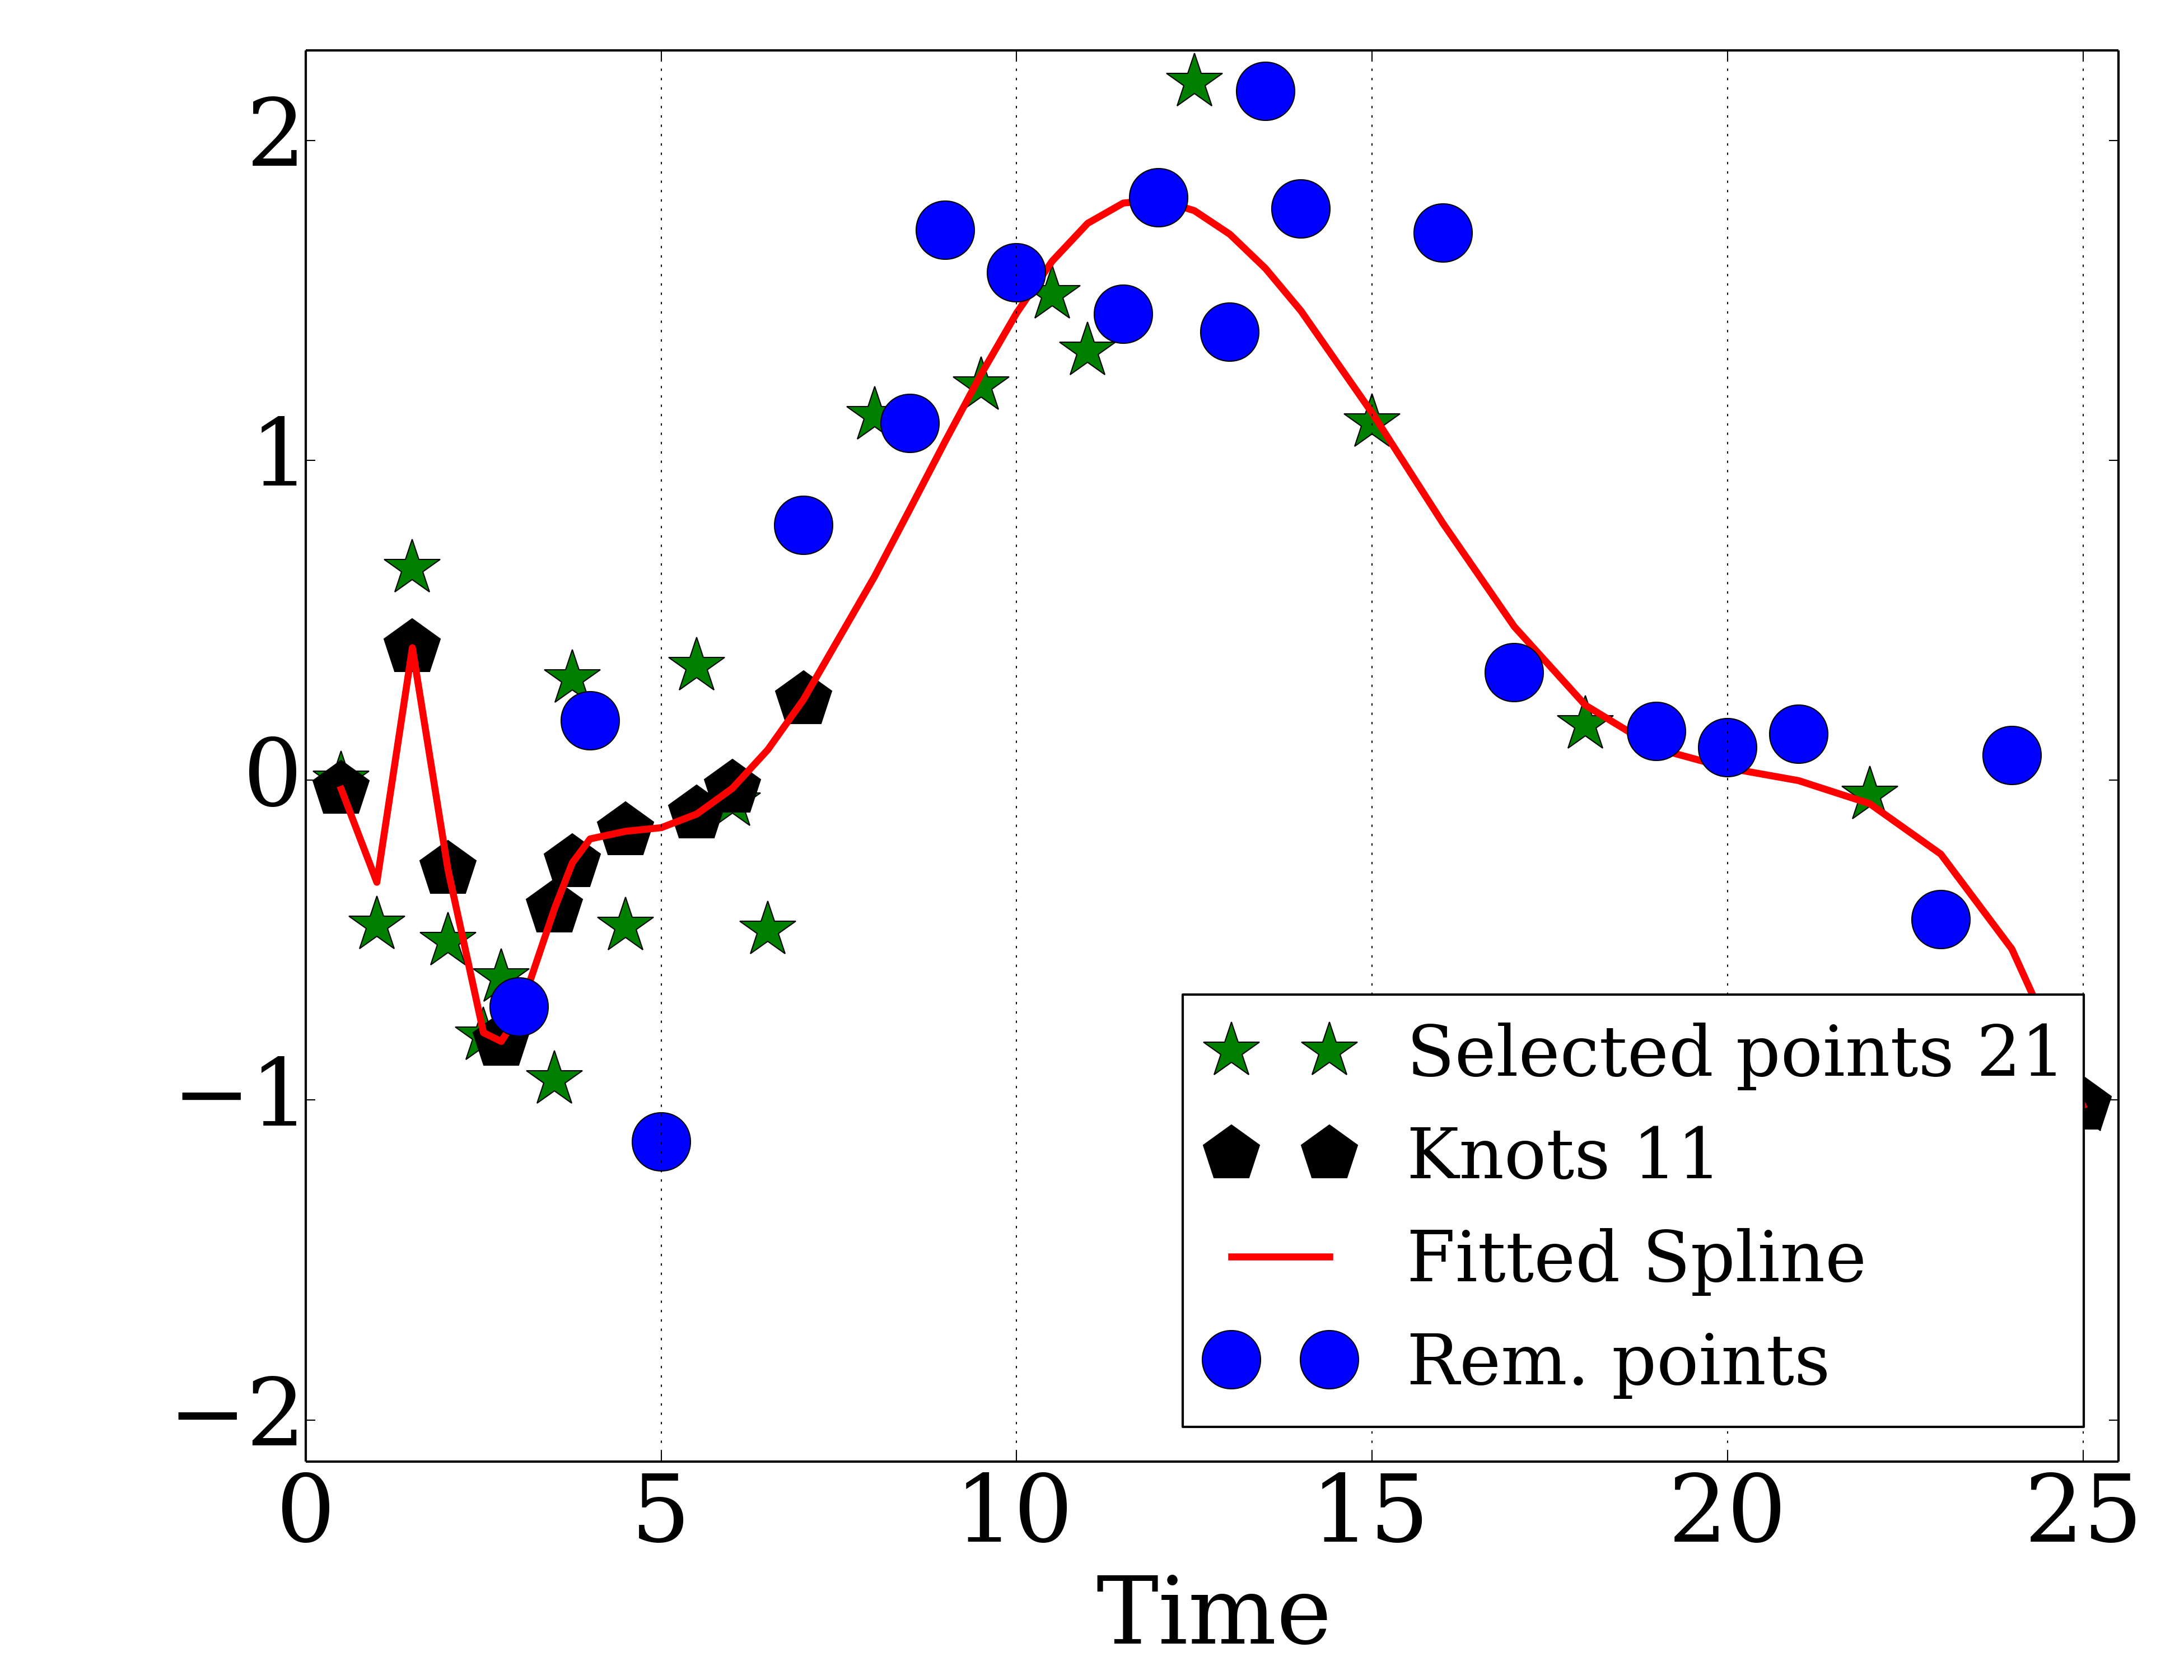 2
1
0
−1
−2
0 5 10 15 20 25
Time
Selected points 21
Knots 11
Fitted Spline
Rem. points